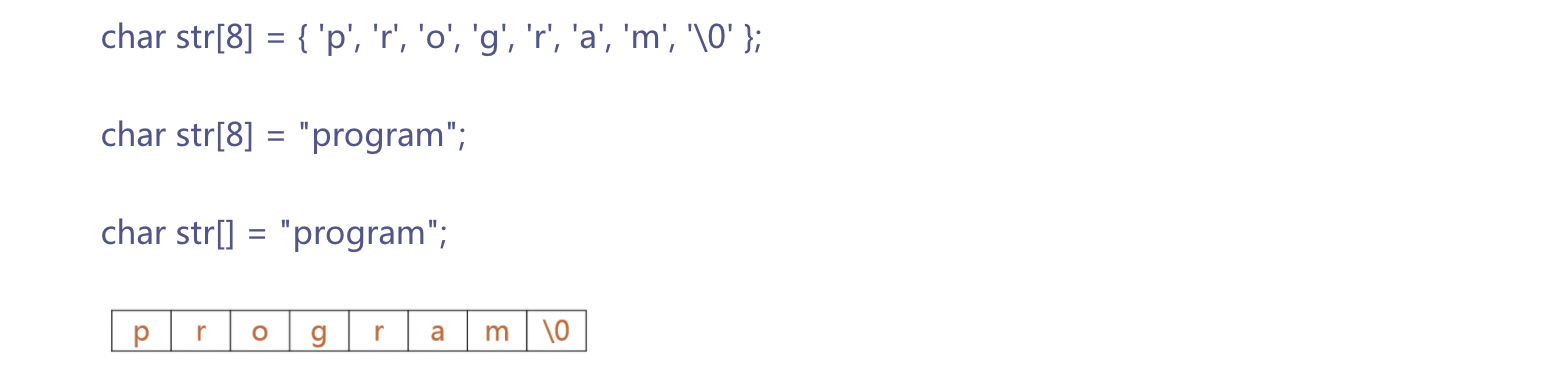 char str[8] = { 'p', 'r', 'o', 'g', 'r', 'a', 'm', '\0' };
char str[8] = "program";
char str[] = "program";
p r o g r a m \0